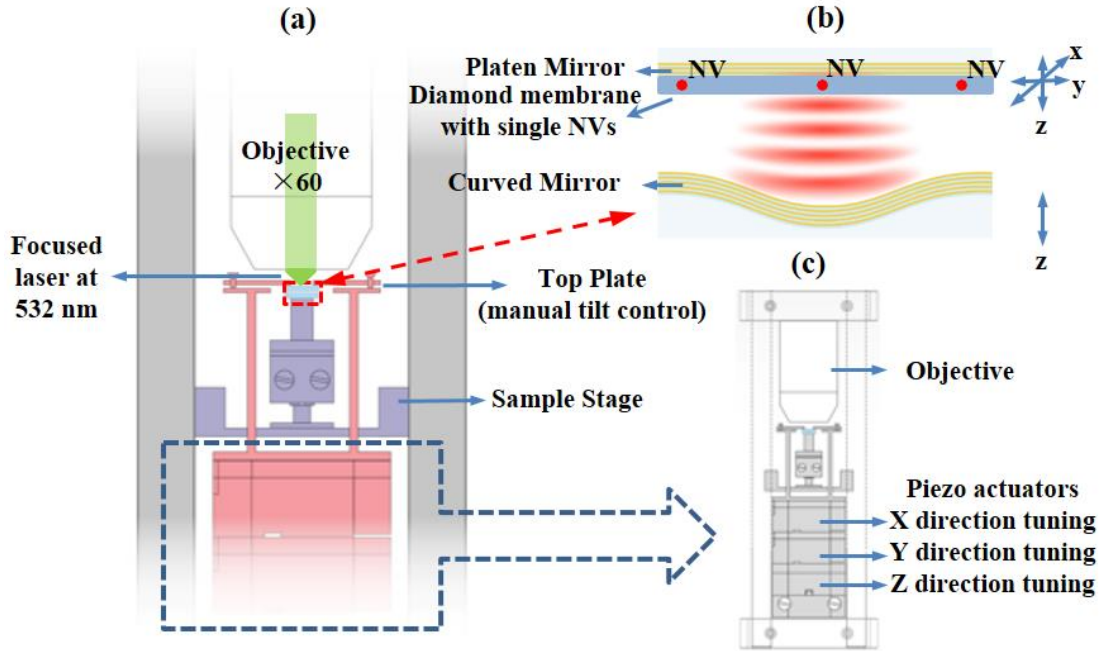 (a)
Objective
×60
Focused
laser at
532 nm
Top Plate
(manual tilt control)
Sample Stage
(b)
Platen Mirror
NV
NV
NV
Diamond membrane
with single NVs
Curved Mirror
x
y
z
z
(c)
Objective
Piezo actuators
X direction tuning
Y direction tuning
Z direction tuning